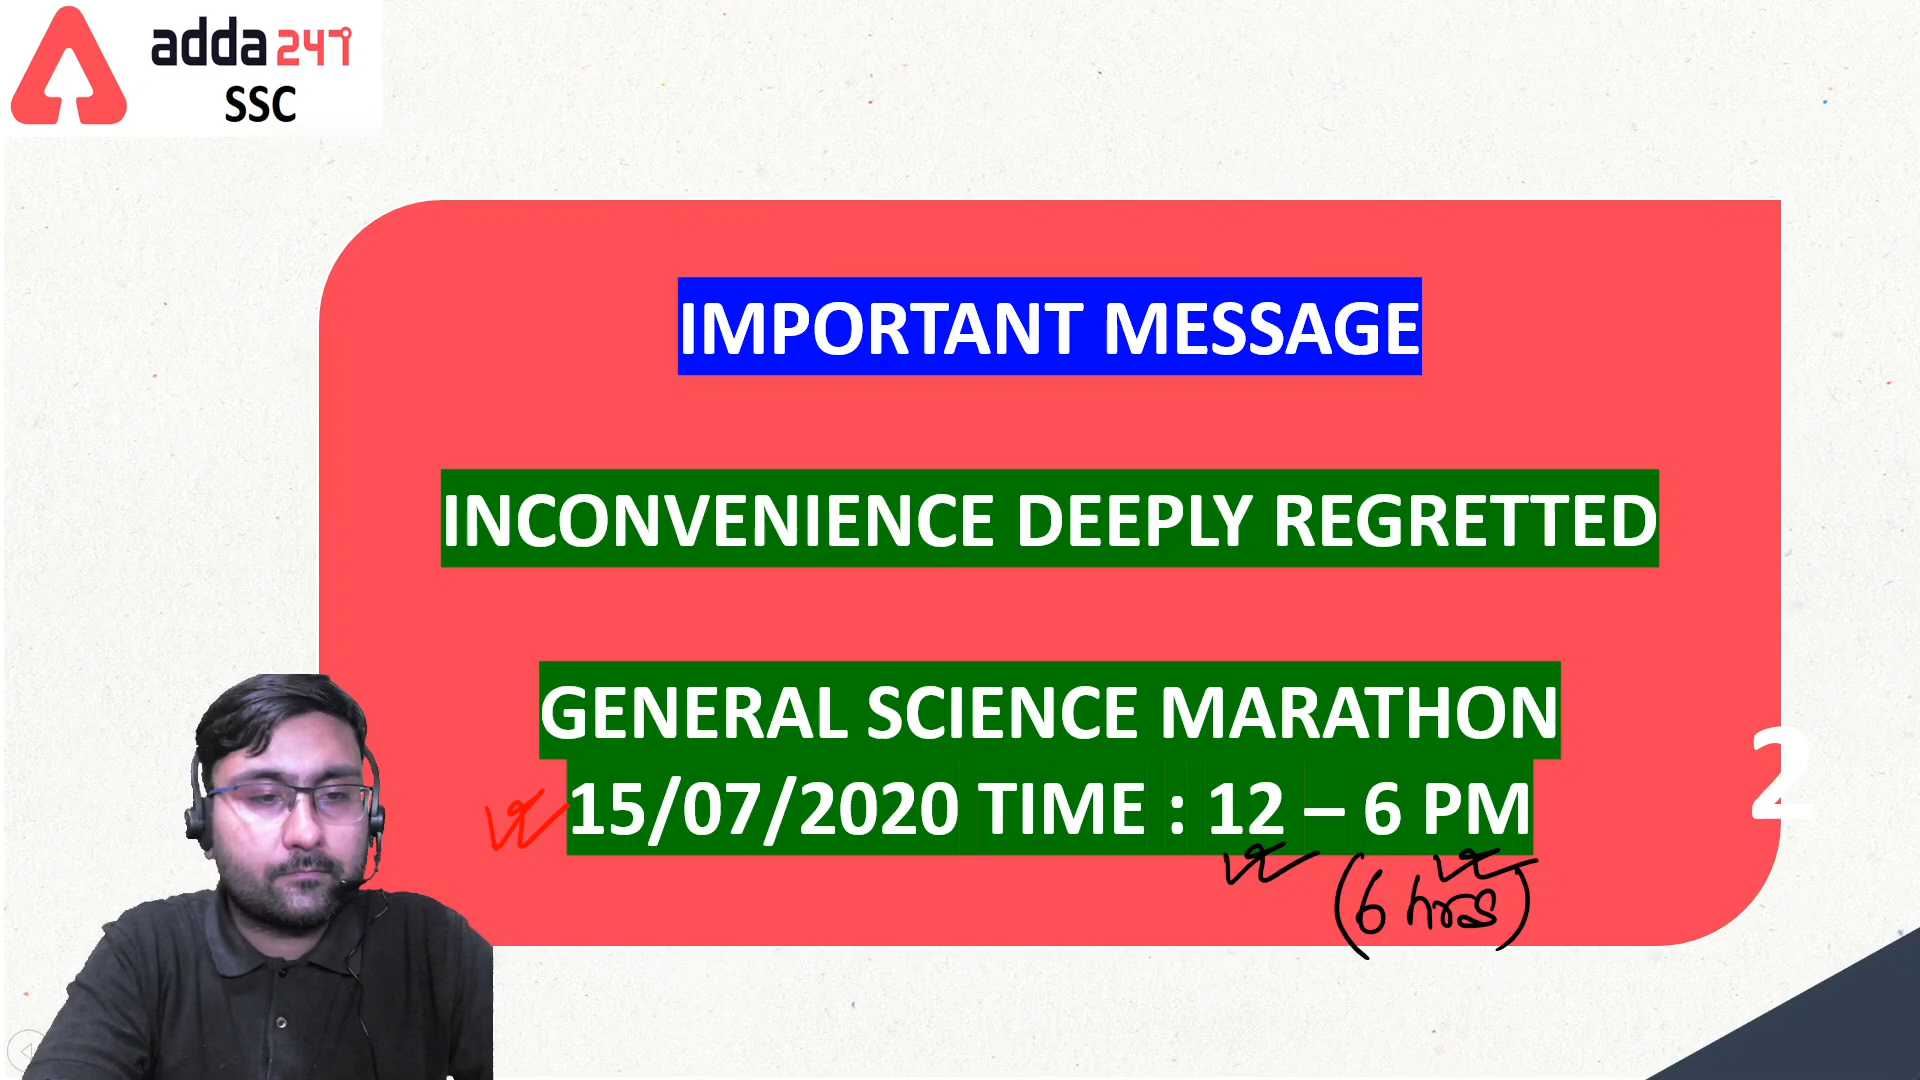 adda247
SSC
IMPORTANT MESSAGE
INCONVENIENCE DEEPLY REGRETTED
GENERAL SCIENCE MARATHON
15/07/2020 TIME : 12 – 6 PM
(6 hrs)
2